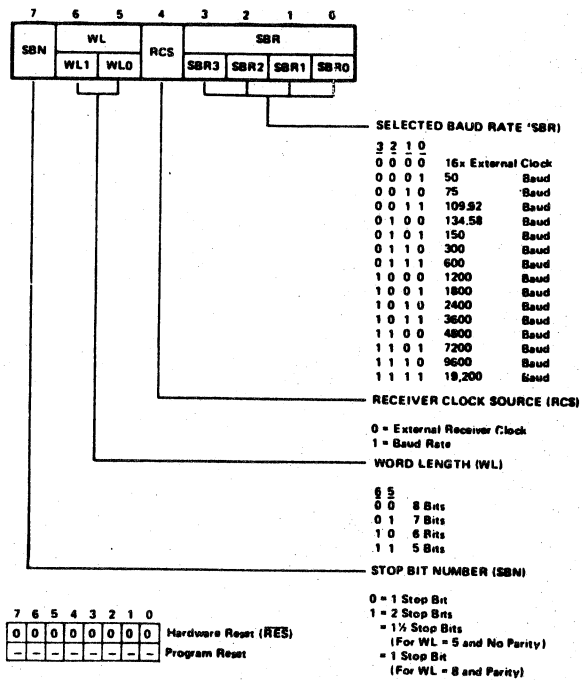 7 6 5 4 3 2 1 0
SBN WL RCS SBR
WL1 WL0 SBR3 SBR2 SBR1 SBR0
SELECTED BAUD RATE 'SBR)
3 2 1 0
0 0 0 0 16x External Clock
0 0 0 1 50 Baud
0 0 1 0 75 Baud
0 0 1 1 109.92 Baud
0 1 0 0 134.58 Baud
0 1 0 1 150 Baud
0 1 1 0 300 Baud
0 1 1 1 600 Baud
1 0 0 0 1200 Baud
1 0 0 1 1800 Baud
1 0 1 0 2400 Baud
1 0 1 1 3600 Baud
1 1 0 0 4800 Baud
1 1 0 1 7200 Baud
1 1 1 0 9600 Baud
1 1 1 1 19,200 Baud
RECEIVER CLOCK SOURCE (RCS)
0 = External Receiver Clock
1 = Baud Rate
WORD LENGTH (WL)
6 5
0 0 8 Bits
0 1 7 Bits
1 0 6 Bits
1 1 5 Bits
STOP BIT NUMBER (SBN)
0 = 1 Stop Bit
1 = 2 Stop Bits
= 1½ Stop Bits
(For WL = 5 and No Parity)
= 1 Stop Bit
(For WL = 8 and Parity)
7 6 5 4 3 2 1 0
0 0 0 0 0 0 0 0 Hardware Reset (RES)
– – – – – – – – Program Reset